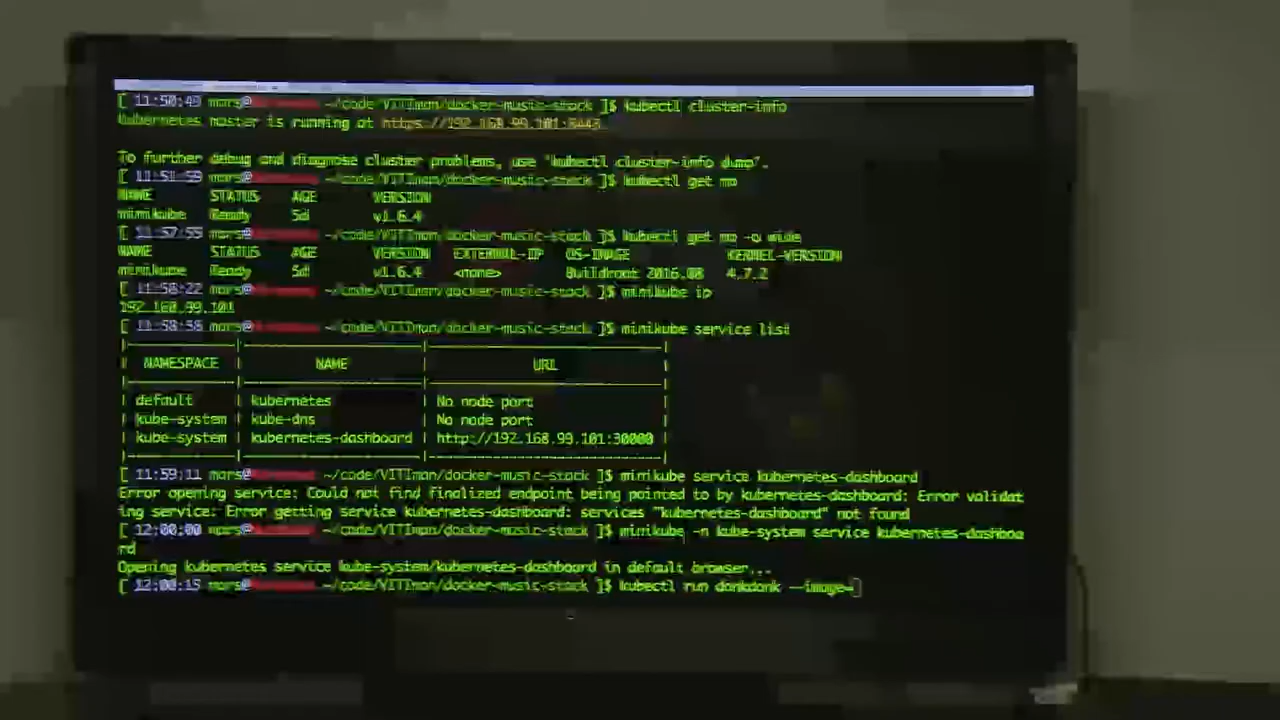 [ 11:50:49 mars@ ~/code/VITIman/docker-music-stack ]$ kubectl cluster-info
Kubernetes master is running at https://192.168.99.101:8443
To further debug and diagnose cluster problems, use 'kubectl cluster-info dump'.
[ 11:51:59 mars@ ~/code/VITIman/docker-music-stack ]$ kubectl get no
NAME STATUS AGE VERSION
minikube Ready 5d v1.6.4
[ 11:57:55 mars@ ~/code/VITIman/docker-music-stack ]$ kubectl get no -o wide
NAME STATUS AGE VERSION EXTERNAL-IP OS-IMAGE KERNEL-VERSION
minikube Ready 5d v1.6.4 <none> Buildroot 2016.08 4.7.2
[ 11:58:22 mars@ ~/code/VITIman/docker-music-stack ]$ minikube ip
192.168.99.101
[ 11:58:58 mars@ ~/code/VITIman/docker-music-stack ]$ minikube service list
| NAMESPACE | NAME | URL |
| default | kubernetes | No node port |
| kube-system | kube-dns | No node port |
| kube-system | kubernetes-dashboard | http://192.168.99.101:30000 |
[ 11:59:11 mars@ ~/code/VITIman/docker-music-stack ]$ minikube service kubernetes-dashboard
Error opening service: Could not find finalized endpoint being pointed to by kubernetes-dashboard: Error validat
ing service: Error getting service kubernetes-dashboard: services "kubernetes-dashboard" not found
[ 12:00:00 mars@ ~/code/VITIman/docker-music-stack ]$ minikube -n kube-system service kubernetes-dashboa
rd
Opening kubernetes service kube-system/kubernetes-dashboard in default browser...
[ 12:00:15 mars@ ~/code/VITIman/docker-music-stack ]$ kubectl run donkdonk --image=